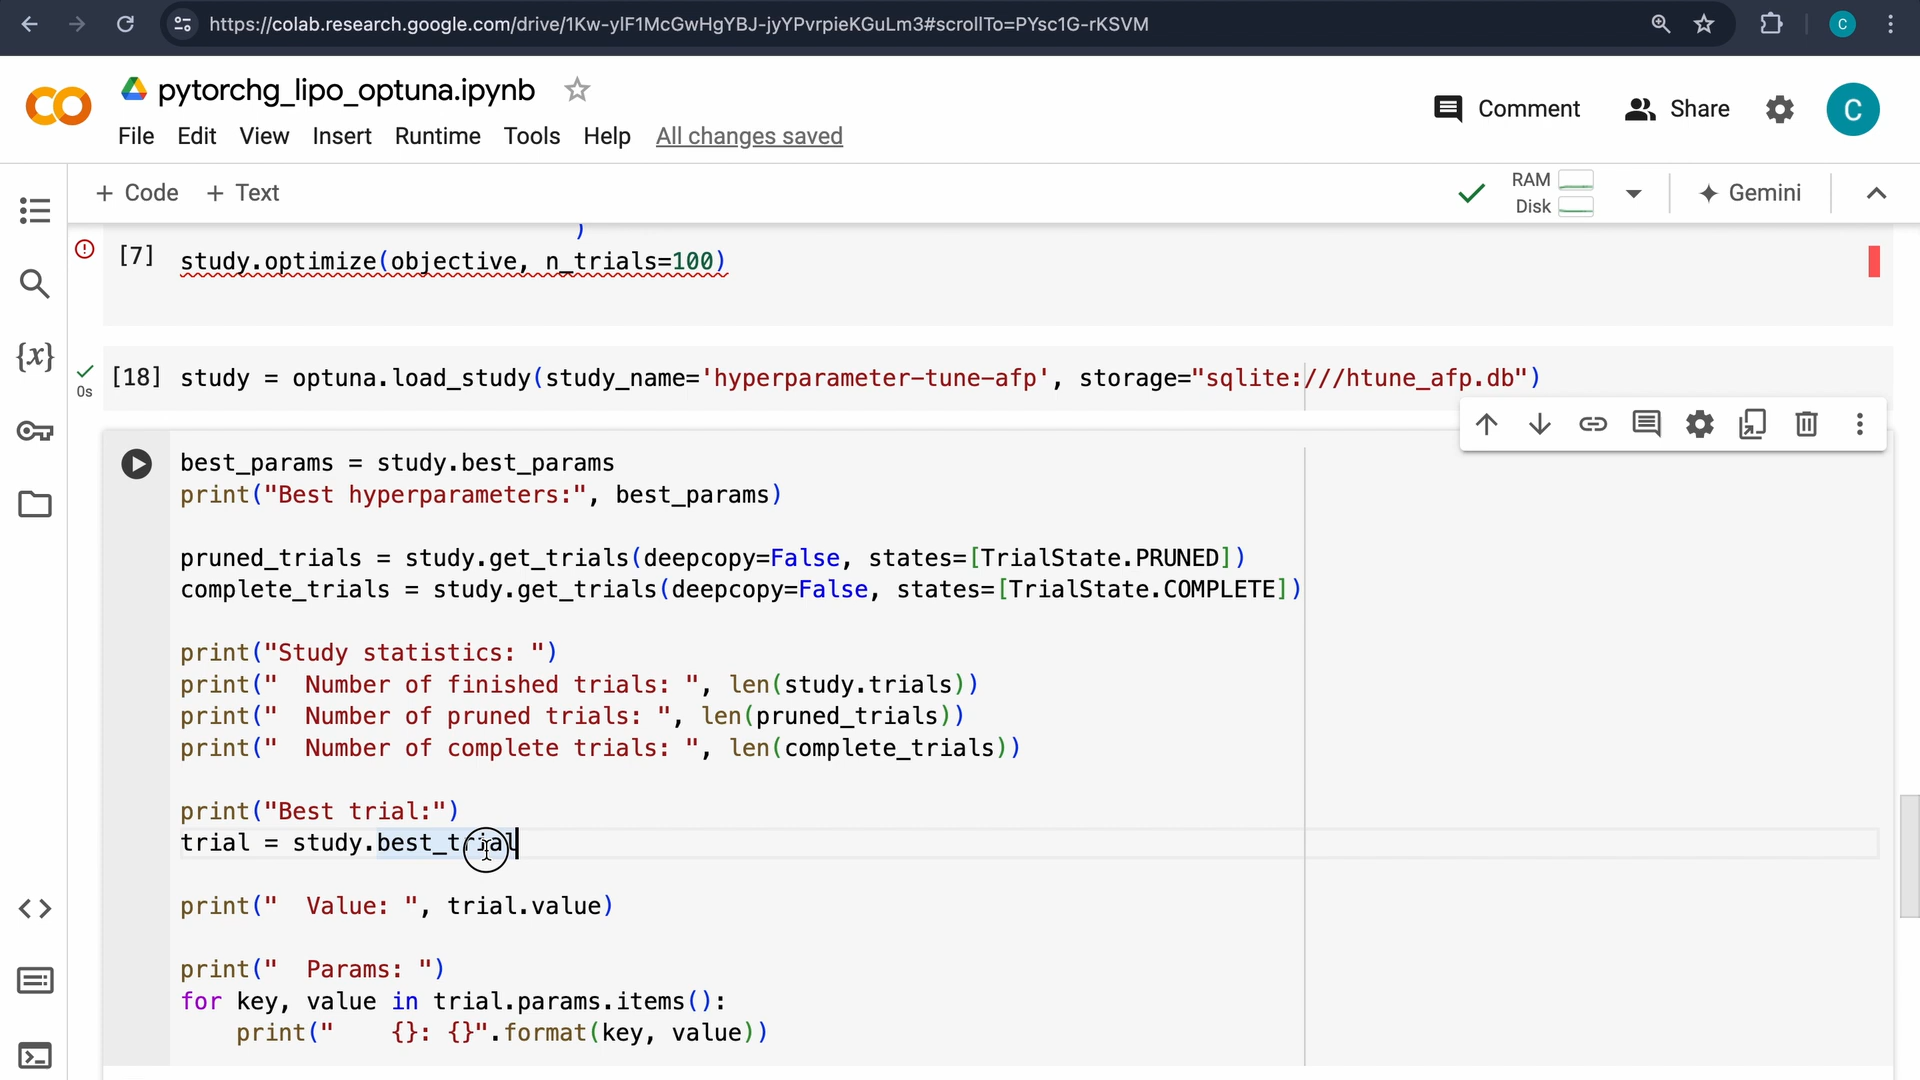 https://colab.research.google.com/drive/1Kw-ylF1McGwHgYBJ-jyYPvrpieKGuLm3#scrollTo=PYsc1G-rKSVM
C
pytorchg_lipo_optuna.ipynb
Comment
Share
C
File Edit View Insert Runtime Tools Help All changes saved
+ Code + Text
RAM
Disk
Gemini
)
[7] study.optimize(objective, n_trials=100)
0s
[18] study = optuna.load_study(study_name='hyperparameter-tune-afp', storage="sqlite:///htune_afp.db")
best_params = study.best_params
print("Best hyperparameters:", best_params)
pruned_trials = study.get_trials(deepcopy=False, states=[TrialState.PRUNED])
complete_trials = study.get_trials(deepcopy=False, states=[TrialState.COMPLETE])
print("Study statistics: ")
print("  Number of finished trials: ", len(study.trials))
print("  Number of pruned trials: ", len(pruned_trials))
print("  Number of complete trials: ", len(complete_trials))
print("Best trial:")
trial = study.best_trial
print("  Value: ", trial.value)
print("  Params: ")
for key, value in trial.params.items():
    print("    {}: {}".format(key, value))